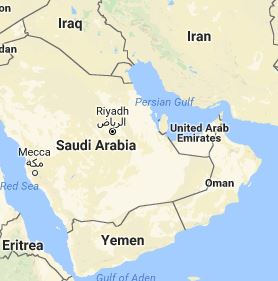 Iraq
Iran
dan
Persian Gulf
Riyadh
الرياض
Saudi Arabia
United Arab
Emirates
Mecca
مكة
Red Sea
Oman
Yemen
Eritrea
Gulf of Aden